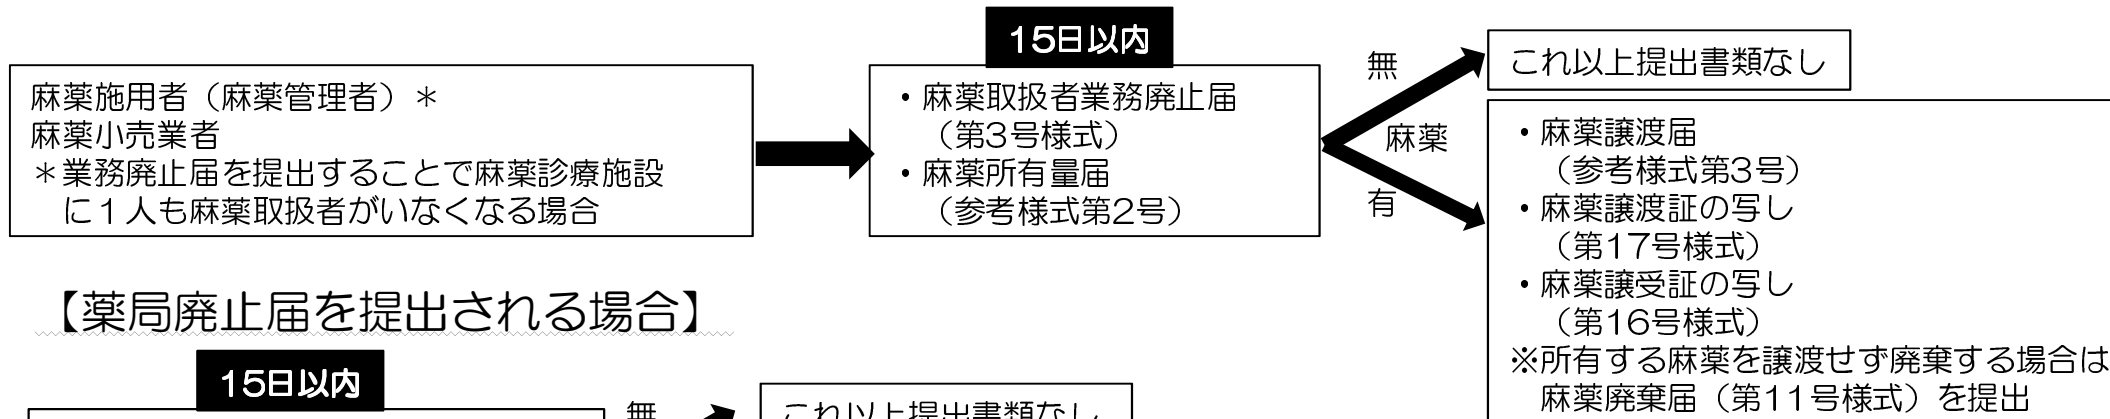 15日以内
麻薬施用者（麻薬管理者）＊
麻薬小売業者
＊業務廃止届を提出することで麻薬診療施設
に１人も麻薬取扱者がいなくなる場合
・麻薬取扱者業務廃止届
（第3号様式）
・麻薬所有量届
（参考様式第2号）
無
麻薬
有
これ以上提出書類なし
・麻薬譲渡届
（参考様式第3号）
・麻薬譲渡証の写し
（第17号様式）
・麻薬譲受証の写し
（第16号様式）
※所有する麻薬を譲渡せず廃棄する場合は
麻薬廃棄届（第11号様式）を提出
【薬局廃止届を提出される場合】
15日以内
無
これ以上提出書類なし